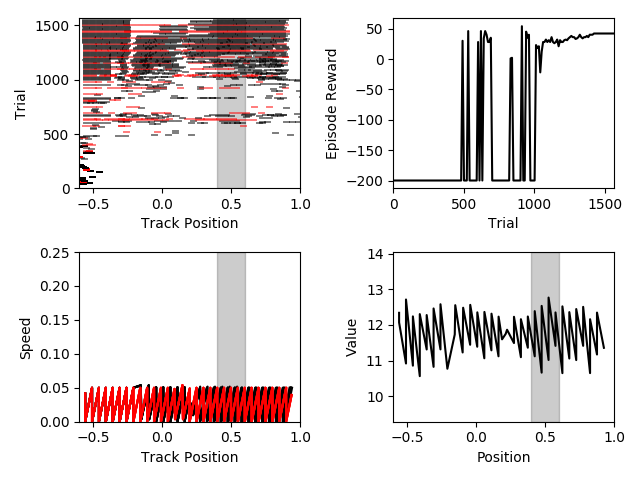 1500
1000
500
0
Trial
−0.5 0.0 0.5 1.0
Track Position
50
0
−50
−100
−150
−200
Episode Reward
0 500 1000 1500
Trial
0.25
0.20
0.15
0.10
0.05
0.00
Speed
−0.5 0.0 0.5 1.0
Track Position
14
13
12
11
10
Value
−0.5 0.0 0.5 1.0
Position